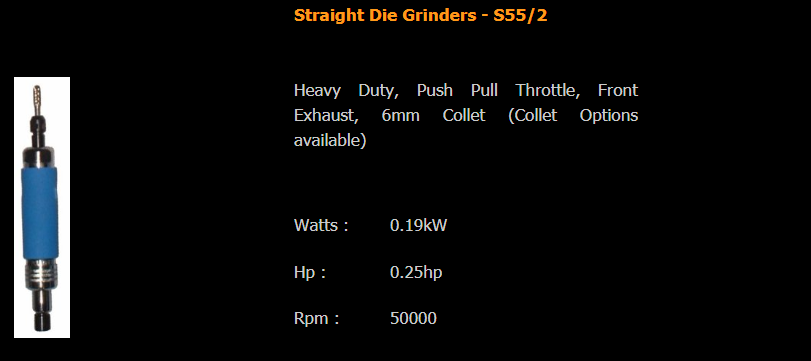 Straight Die Grinders - S55/2
Heavy Duty, Push Pull Throttle, Front
Exhaust, 6mm Collet (Collet Options
available)
Watts : 0.19kW
Hp : 0.25hp
Rpm : 50000